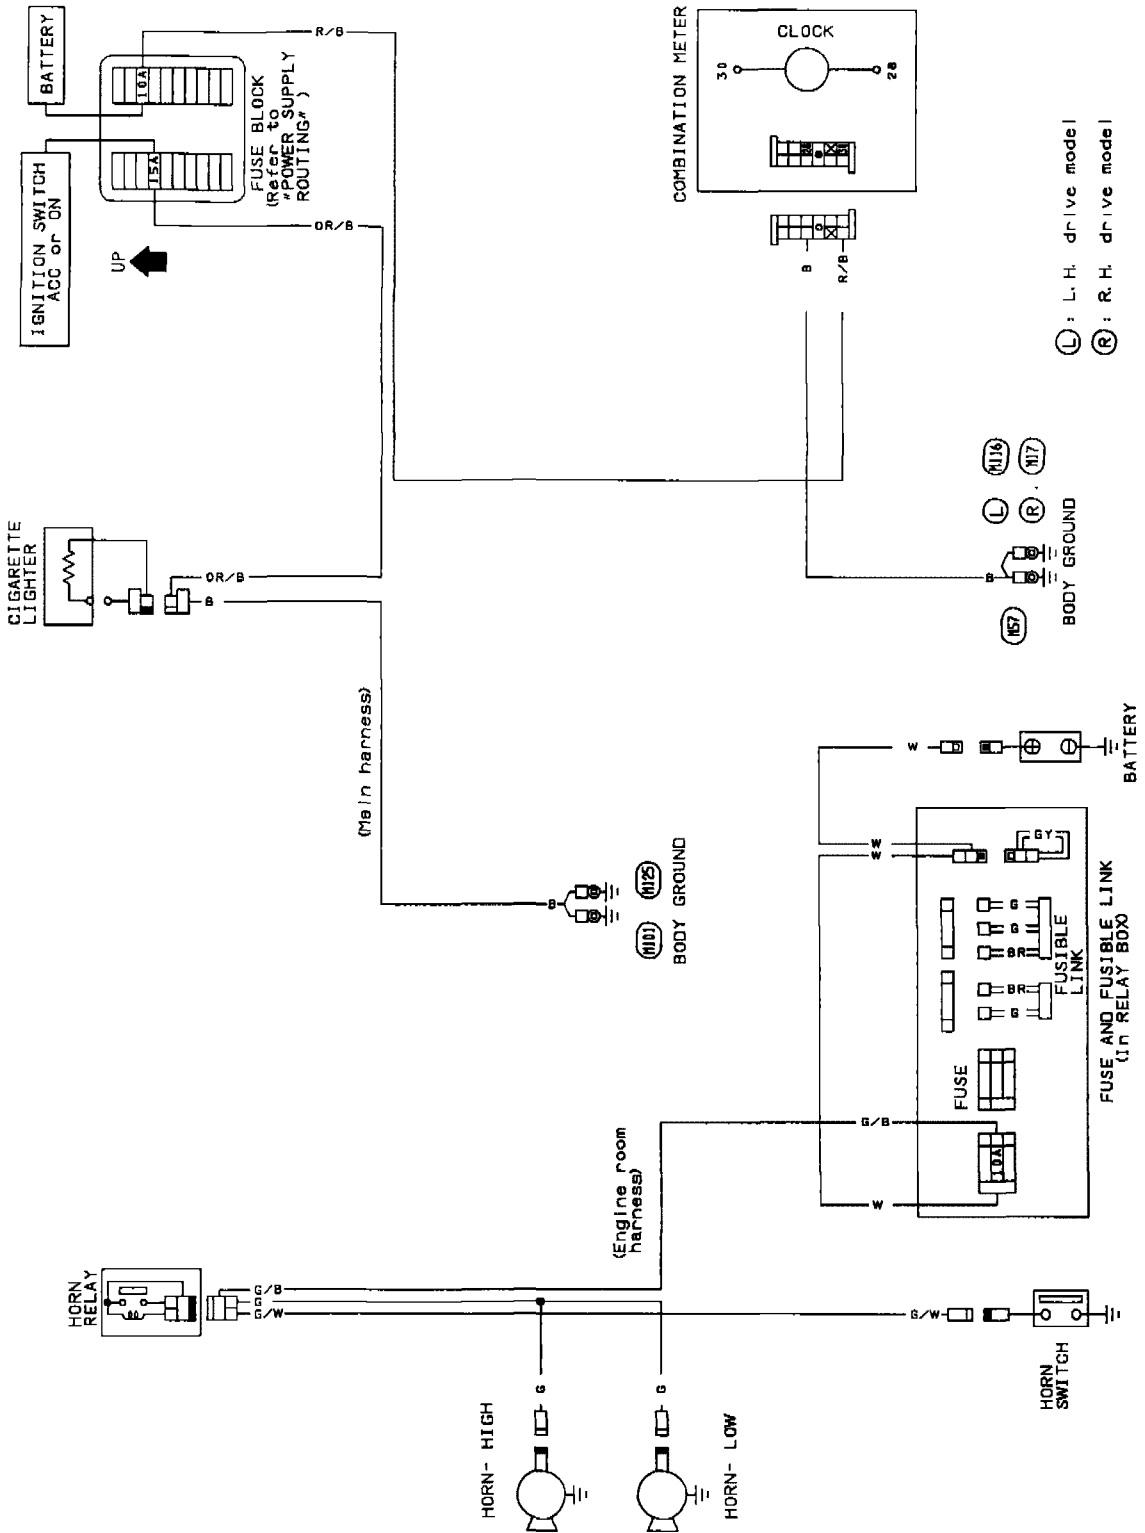 HORN
RELAY
G/B
G
G/W
HORN- HIGH
G
HORN- LOW
G
G/W
HORN
SWITCH
(Engine room
harness)
G/B
W
10A
FUSE
FUSIBLE
LINK
G
BR
BR
G
G
GY
W
W
W
FUSE AND FUSIBLE LINK
(In RELAY BOX)
BATTERY
CIGARETTE
LIGHTER
OR/B
B
(Main harness)
B
M101
M125
BODY GROUND
IGNITION SWITCH
ACC or ON
BATTERY
15A
10A
FUSE BLOCK
(Refer to
"POWER SUPPLY
ROUTING")
UP
OR/B
R/B
COMBINATION METER
CLOCK
30
28
B
R/B
B
M57
L
M116
R
M17
BODY GROUND
L : L.H. drive model
R : R.H. drive model